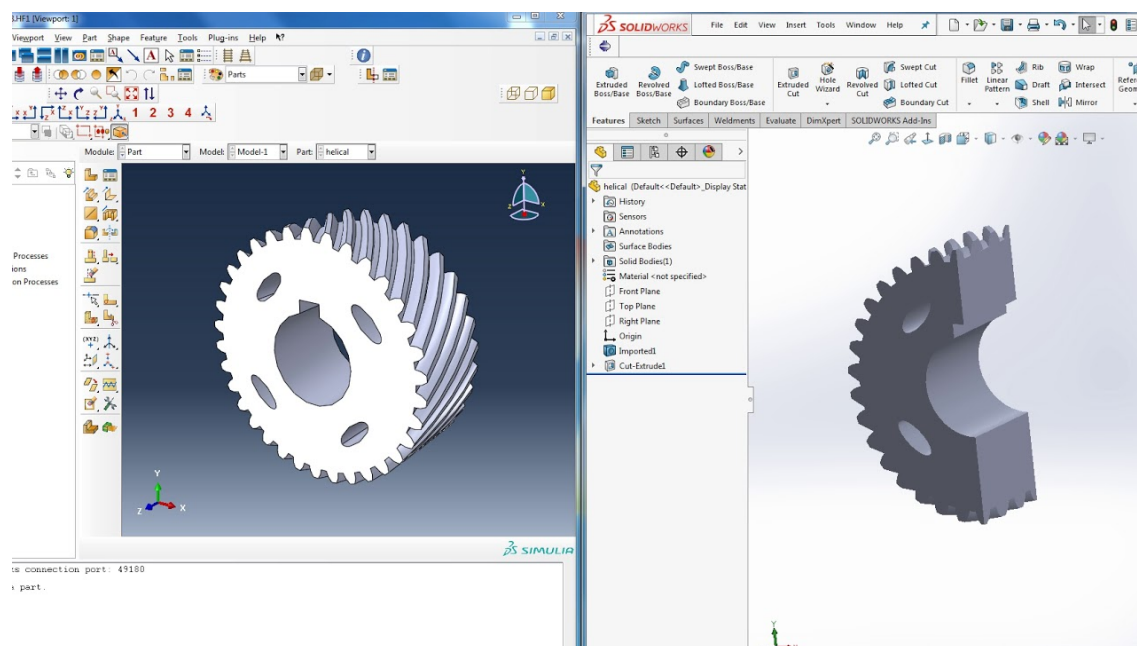 3.HF1 [Viewport: 1]
Viewport View Part Shape Feature Tools Plug-ins Help
Parts
1 2 3 4
Module: Part Model: Model-1 Part: helical
Processes
ions
on Processes
(XYZ)
Y
X
Z
Y
X
Z
SIMULIA
ks connection port: 49180
part.
SOLIDWORKS File Edit View Insert Tools Window Help
Extruded Boss/Base
Revolved Boss/Base
Swept Boss/Base
Lofted Boss/Base
Boundary Boss/Base
Extruded Cut
Hole Wizard
Revolved Cut
Swept Cut
Lofted Cut
Boundary Cut
Fillet
Linear Pattern
Rib
Draft
Shell
Wrap
Intersect
Mirror
Refere
Geom
Features Sketch Surfaces Weldments Evaluate DimXpert SOLIDWORKS Add-Ins
helical (Default<<Default>_Display Stat
History
Sensors
Annotations
Surface Bodies
Solid Bodies(1)
Material <not specified>
Front Plane
Top Plane
Right Plane
Origin
Imported1
Cut-Extrude1
Y